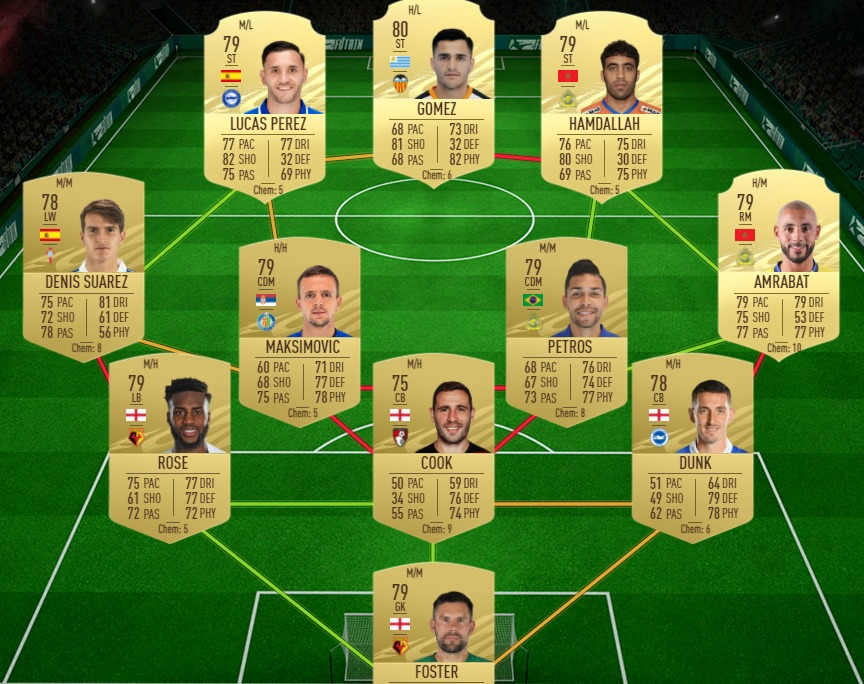 H/L
80
ST
GOMEZ
68 PAC 73 DRI
81 SHO 32 DEF
68 PAS 82 PHY
Chem: 6
M/L
79
ST
LUCAS PEREZ
77 PAC 77 DRI
82 SHO 32 DEF
75 PAS 69 PHY
Chem: 5
M/L
79
ST
HAMDALLAH
76 PAC 75 DRI
80 SHO 30 DEF
69 PAS 75 PHY
Chem: 5
M/M
78
LW
DENIS SUAREZ
75 PAC 81 DRI
72 SHO 61 DEF
78 PAS 56 PHY
Chem: 8
H/H
79
CDM
MAKSIMOVIC
60 PAC 71 DRI
68 SHO 77 DEF
75 PAS 78 PHY
Chem: 5
M/M
79
CDM
PETROS
68 PAC 76 DRI
67 SHO 74 DEF
73 PAS 77 PHY
Chem: 8
H/M
79
RM
AMRABAT
79 PAC 79 DRI
75 SHO 53 DEF
77 PAS 77 PHY
Chem: 10
M/H
79
LB
ROSE
75 PAC 77 DRI
61 SHO 77 DEF
72 PAS 72 PHY
Chem: 5
M/H
75
CB
COOK
50 PAC 59 DRI
34 SHO 76 DEF
55 PAS 74 PHY
Chem: 9
M/H
78
CB
DUNK
51 PAC 64 DRI
49 SHO 79 DEF
62 PAS 78 PHY
Chem: 6
M/M
79
GK
FOSTER